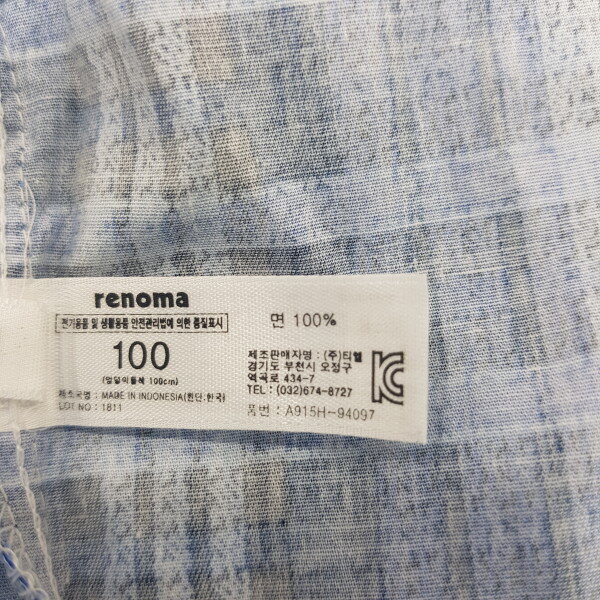 renoma
전기용품 및 생활용품 안전관리법에 의한 품질표시
100
(엉덩이둘레 100cm)
제조국명 : MADE IN INDONESIA(원단:한국)
LOT NO : 1811
면 100%
제조판매자명 : (주)티엘
경기도 부천시 오정구
역곡로 434-7
TEL : (032)674-8727
품번 : A915H-94097